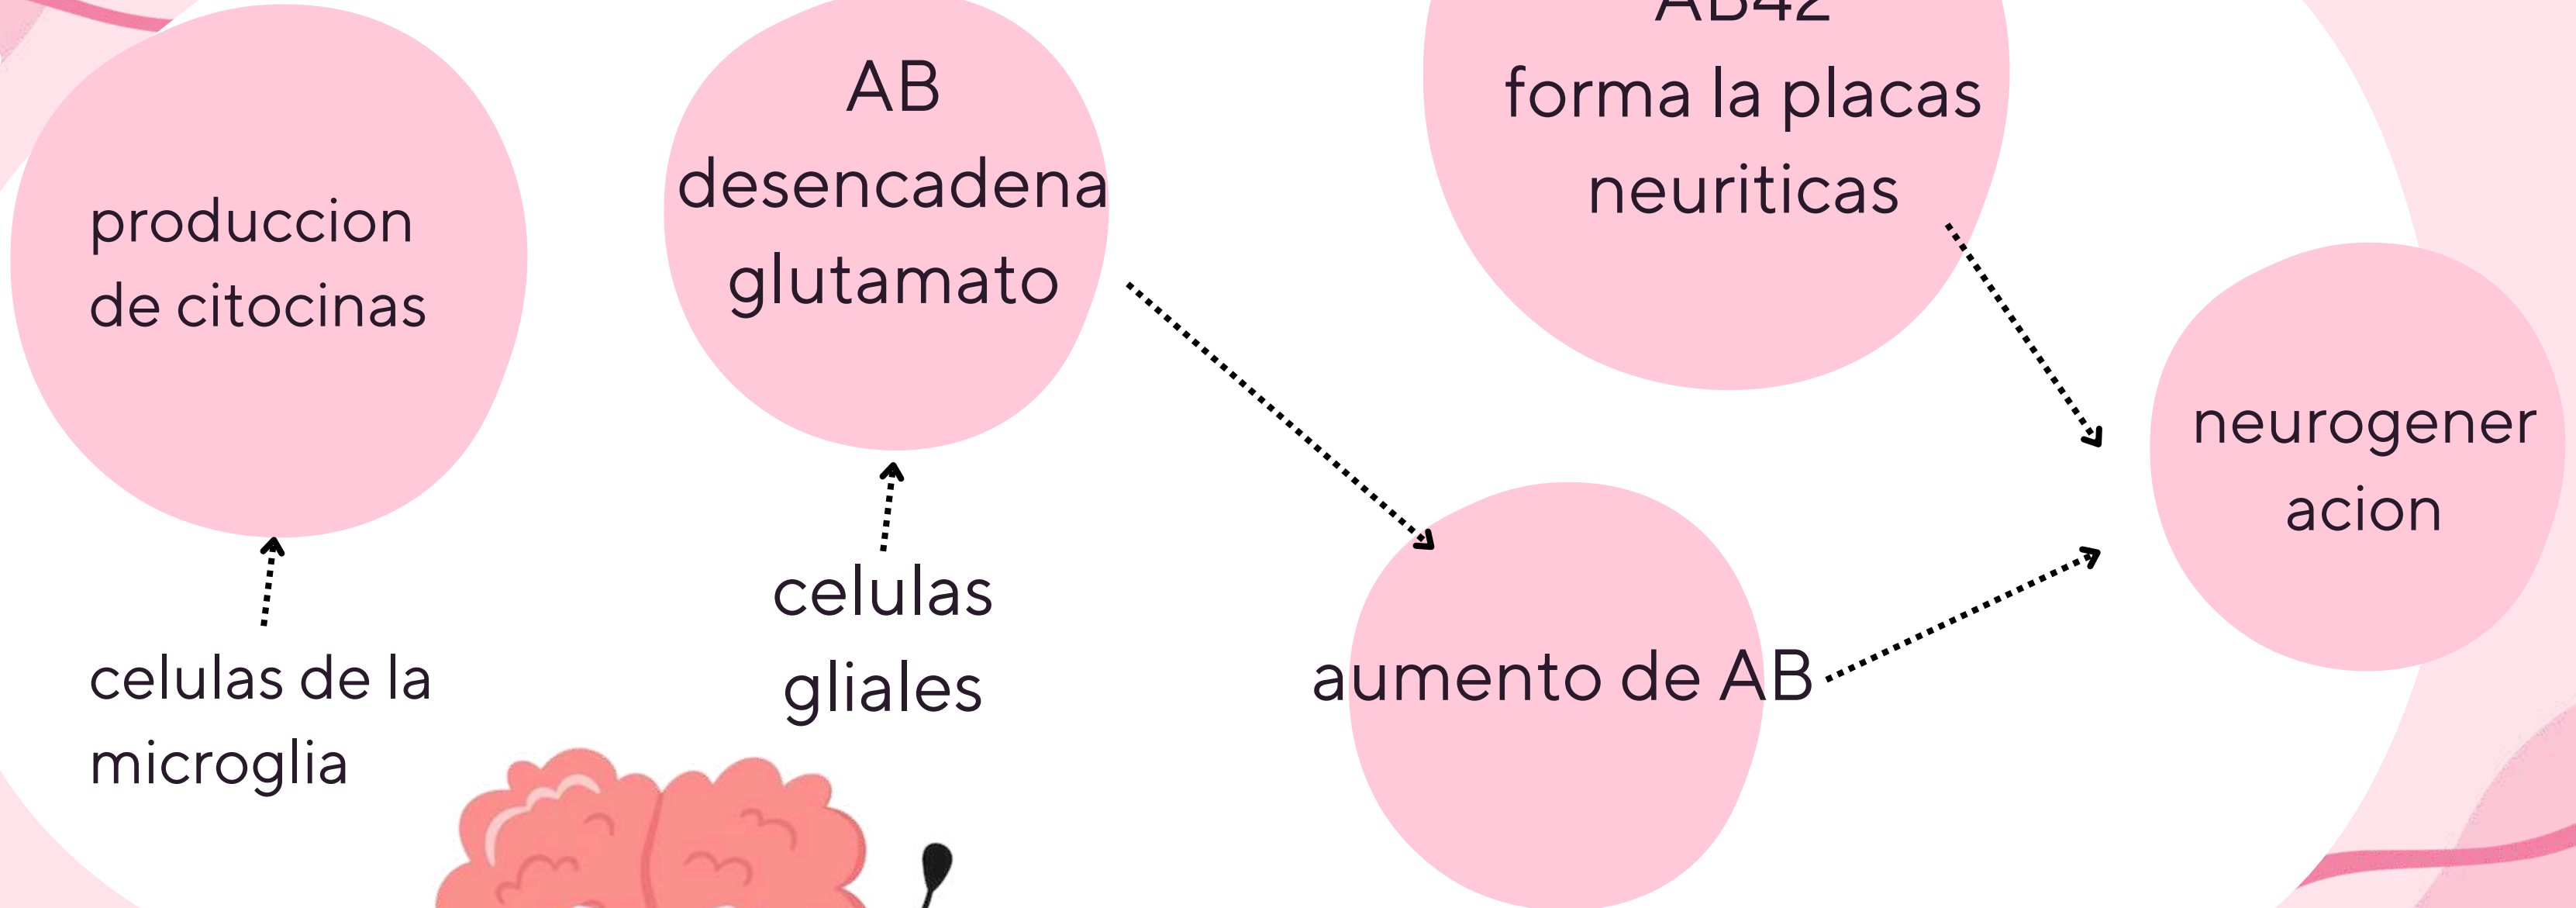 produccion
de citocinas
celulas de la
microglia
AB
desencadena
glutamato
celulas
gliales
AB42
forma la placas
neuriticas
aumento de AB
neurogener
acion